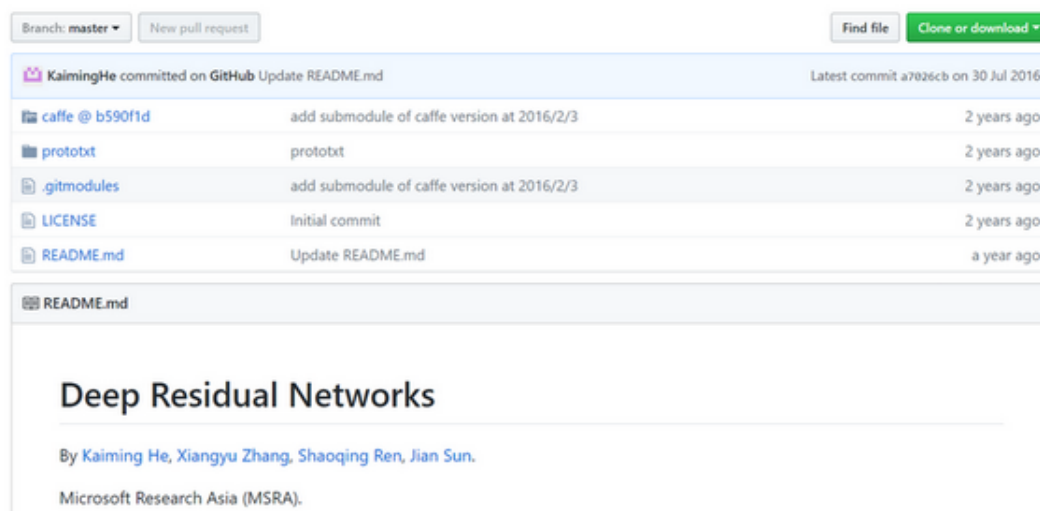 Branch: master New pull request Find file Clone or download
KaimingHe committed on GitHub Update README.md Latest commit a7026cb on 30 Jul 2016
caffe @ b590f1d add submodule of caffe version at 2016/2/3 2 years ago
prototxt prototxt 2 years ago
.gitmodules add submodule of caffe version at 2016/2/3 2 years ago
LICENSE Initial commit 2 years ago
README.md Update README.md a year ago
README.md
Deep Residual Networks
By Kaiming He, Xiangyu Zhang, Shaoqing Ren, Jian Sun.
Microsoft Research Asia (MSRA).